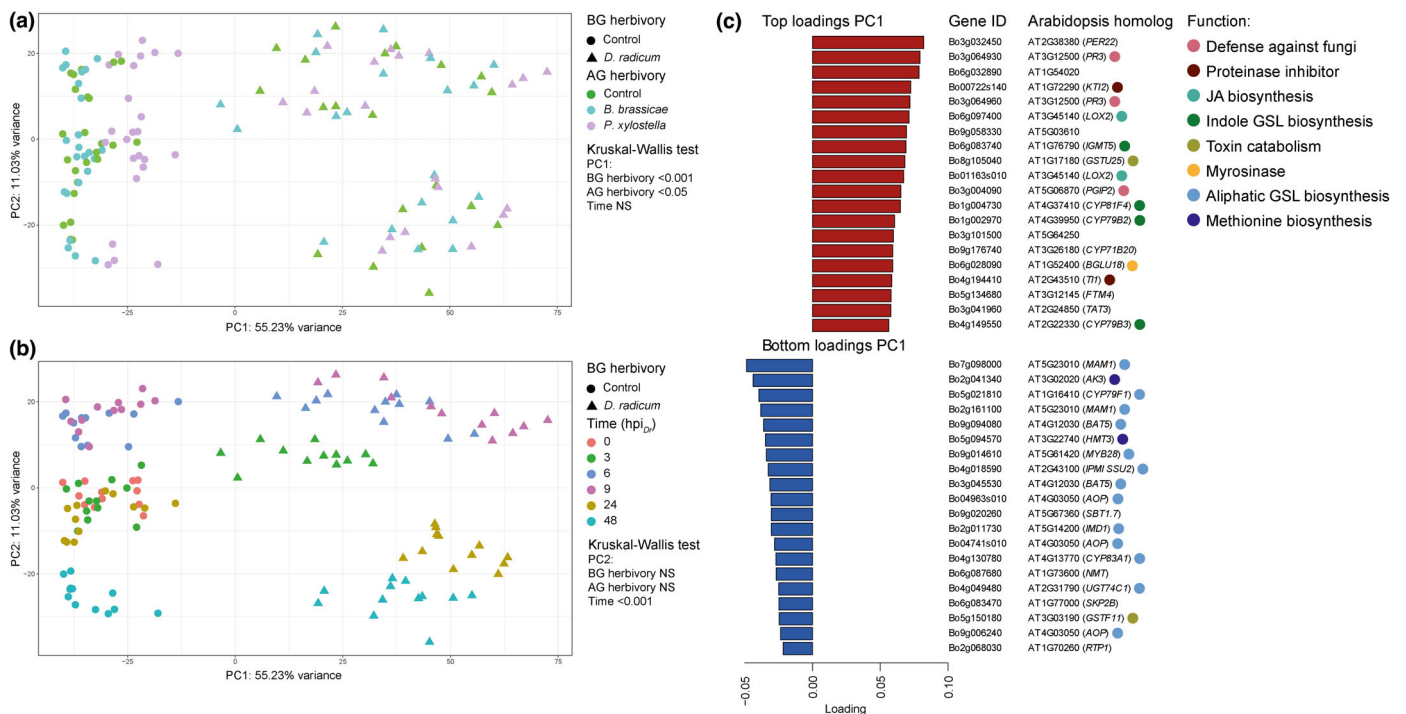 (a)
20
0
−20
−25
0
25
50
75
PC2: 11.03% variance
PC1: 55.23% variance
BG herbivory
Control
D. radicum
AG herbivory
Control
B. brassicae
P. xylostella
Kruskal-Wallis test
PC1:
BG herbivory <0.001
AG herbivory <0.05
Time NS
(b)
20
0
−20
−25
0
25
50
75
PC2: 11.03% variance
PC1: 55.23% variance
BG herbivory
Control
D. radicum
Time (hpiDr)
0
3
6
9
24
48
Kruskal-Wallis test
PC2:
BG herbivory NS
AG herbivory NS
Time <0.001
(c)
Top loadings PC1 Gene ID Arabidopsis homolog Function:
Bo3g032450 AT2G38380 (PER22)
Bo3g064930 AT3G12500 (PR3)
Bo6g032890 AT1G54020
Bo00722s140 AT1G72290 (KTI2)
Bo3g064960 AT3G12500 (PR3)
Bo6g097400 AT3G45140 (LOX2)
Bo9g058330 AT5G03610
Bo6g083740 AT1G76790 (IGMT5)
Bo8g105040 AT1G17180 (GSTU25)
Bo01163s010 AT3G45140 (LOX2)
Bo3g004090 AT5G06870 (PGIP2)
Bo1g004730 AT4G37410 (CYP81F4)
Bo1g002970 AT4G39950 (CYP79B2)
Bo3g101500 AT5G64250
Bo9g176740 AT3G26180 (CYP71B20)
Bo6g028090 AT1G52400 (BGLU18)
Bo4g194410 AT2G43510 (TI1)
Bo5g134680 AT3G12145 (FTM4)
Bo3g041960 AT2G24850 (TAT3)
Bo4g149550 AT2G22330 (CYP79B3)
Defense against fungi
Proteinase inhibitor
JA biosynthesis
Indole GSL biosynthesis
Toxin catabolism
Myrosinase
Aliphatic GSL biosynthesis
Methionine biosynthesis
Bottom loadings PC1
Bo7g098000 AT5G23010 (MAM1)
Bo2g041340 AT3G02020 (AK3)
Bo5g021810 AT1G16410 (CYP79F1)
Bo2g161100 AT5G23010 (MAM1)
Bo9g094080 AT4G12030 (BAT5)
Bo5g094570 AT3G22740 (HMT3)
Bo9g014610 AT5G61420 (MYB28)
Bo4g018590 AT2G43100 (IPMI SSU2)
Bo3g045530 AT4G12030 (BAT5)
Bo04963s010 AT4G03050 (AOP)
Bo9g020260 AT5G67360 (SBT1.7)
Bo2g011730 AT5G14200 (IMD1)
Bo04741s010 AT4G03050 (AOP)
Bo4g130780 AT4G13770 (CYP83A1)
Bo6g087680 AT1G73600 (NMT)
Bo4g049480 AT2G31790 (UGT74C1)
Bo6g083470 AT1G77000 (SKP2B)
Bo5g150180 AT3G03190 (GSTF11)
Bo9g006240 AT4G03050 (AOP)
Bo2g068030 AT1G70260 (RTP1)
−0.05
0.00
0.05
0.10
Loading